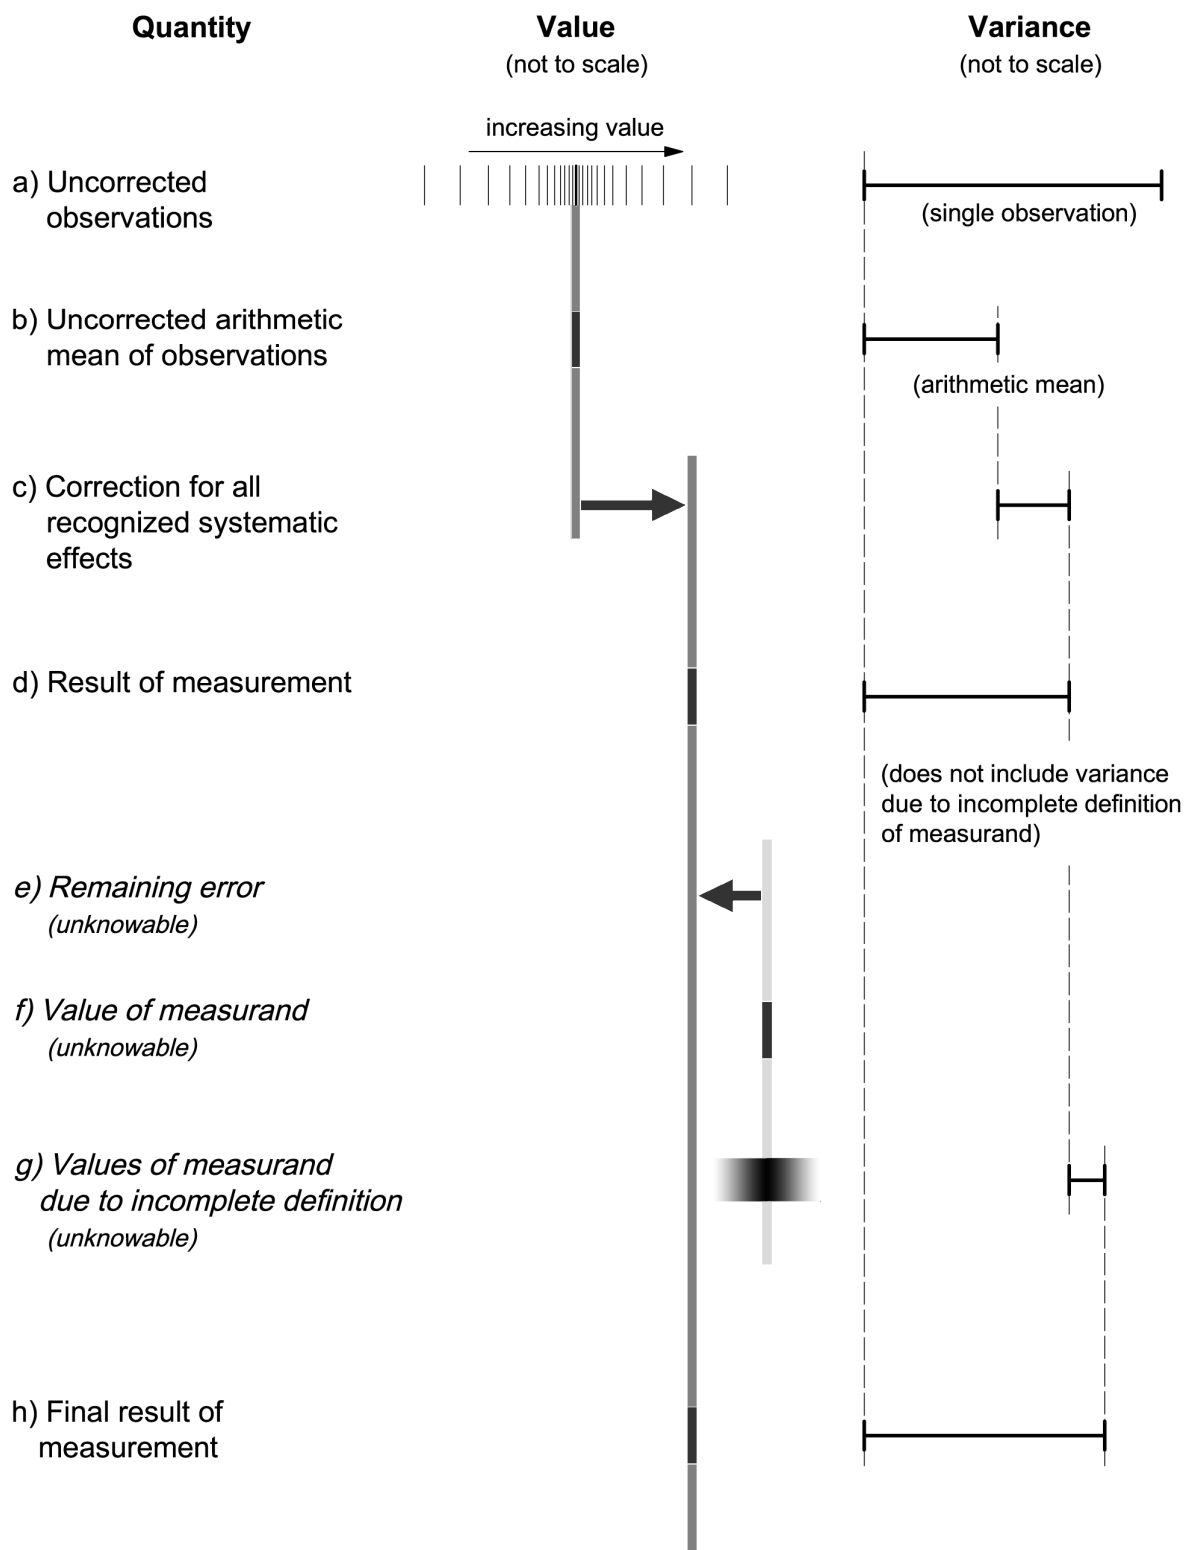 Quantity
Value
(not to scale)
Variance
(not to scale)
increasing value
a) Uncorrected
observations
(single observation)
b) Uncorrected arithmetic
mean of observations
(arithmetic mean)
c) Correction for all
recognized systematic
effects
d) Result of measurement
(does not include variance
due to incomplete definition
of measurand)
e) Remaining error
(unknowable)
f) Value of measurand
(unknowable)
g) Values of measurand
due to incomplete definition
(unknowable)
h) Final result of
measurement